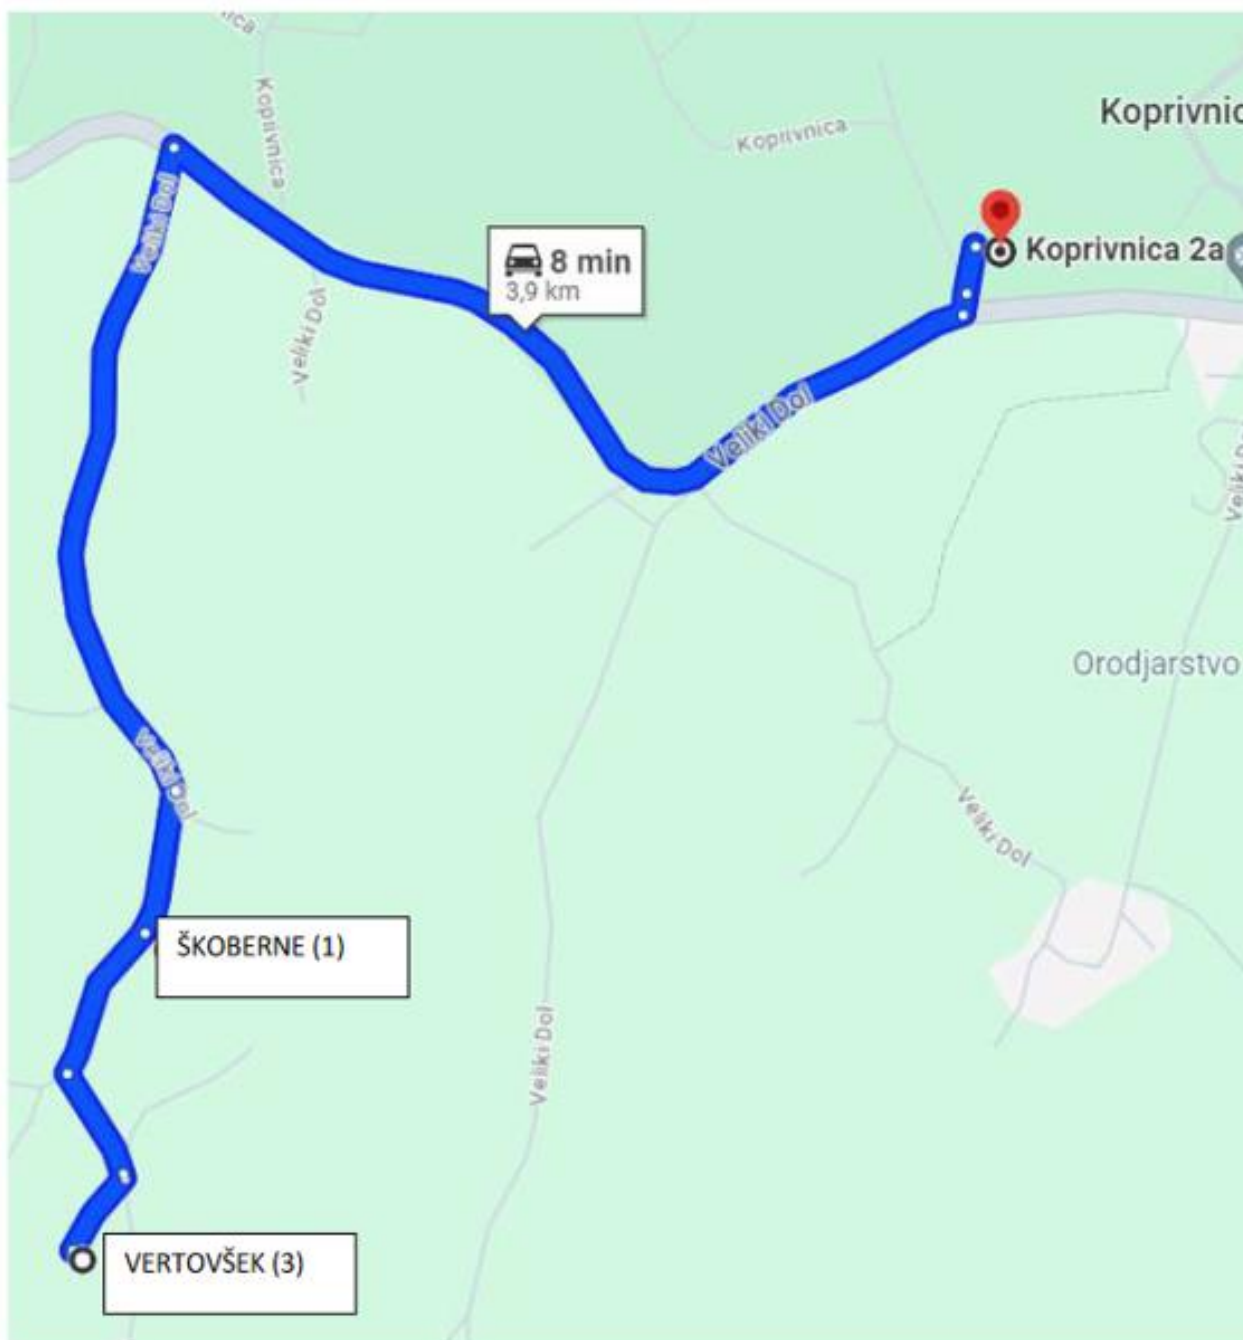 Koprivnica
Koprivnica
Koprivnic
Veliki Dol
8 min
3,9 km
Koprivnica 2a
Veliki Dol
Veliki Dol
Orodjarstvo
Veliki Dol
Veliki Dol
ŠKOBERNE (1)
Veliki Dol
VERTOVŠEK (3)